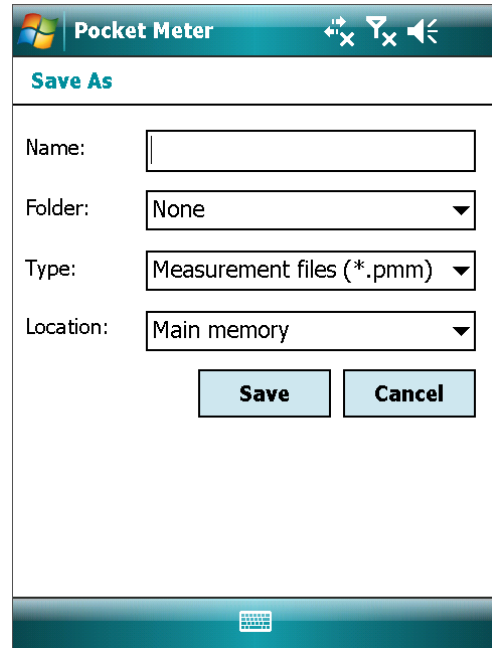 Pocket Meter
Save As
Name:
Folder: None
Type: Measurement files (*.pmm)
Location: Main memory
Save Cancel